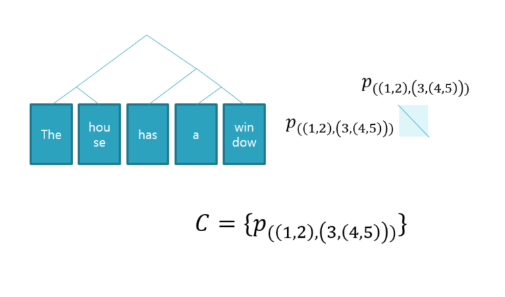 p((1,2),(3,(4,5)))
The
hou
se
has
a
win
dow
p((1,2),(3,(4,5)))
C = {p((1,2),(3,(4,5)))}